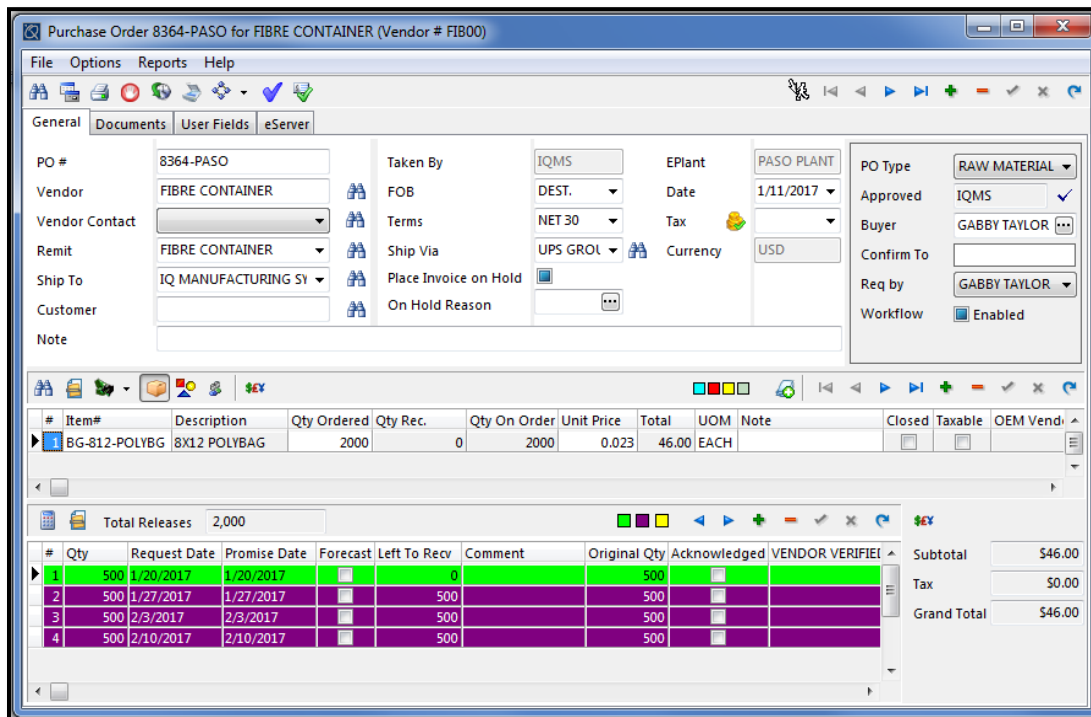 Purchase Order 8364-PASO for FIBRE CONTAINER (Vendor # FIB00)
File Options Reports Help
General Documents User Fields eServer
PO # 8364-PASO Taken By IQMS EPlant PASO PLANT PO Type RAW MATERIAL
Vendor FIBRE CONTAINER FOB DEST. Date 1/11/2017 Approved IQMS
Vendor Contact Terms NET 30 Tax Buyer GABBY TAYLOR
Remit FIBRE CONTAINER Ship Via UPS GROU Currency USD Confirm To
Ship To IQ MANUFACTURING SY Place Invoice on Hold Req by GABBY TAYLOR
Customer On Hold Reason Workflow Enabled
Note
# Item# Description Qty Ordered Qty Rec. Qty On Order Unit Price Total UOM Note Closed Taxable OEM Vend
1 BG-812-POLYBG 8X12 POLYBAG 2000 0 2000 0.023 46.00 EACH
Total Releases 2,000
# Qty Request Date Promise Date Forecast Left To Recv Comment Original Qty Acknowledged VENDOR VERIFIED Subtotal $46.00
1 500 1/20/2017 1/20/2017 0 500 Tax $0.00
2 500 1/27/2017 1/27/2017 500 500
3 500 2/3/2017 2/3/2017 500 500 Grand Total $46.00
4 500 2/10/2017 2/10/2017 500 500